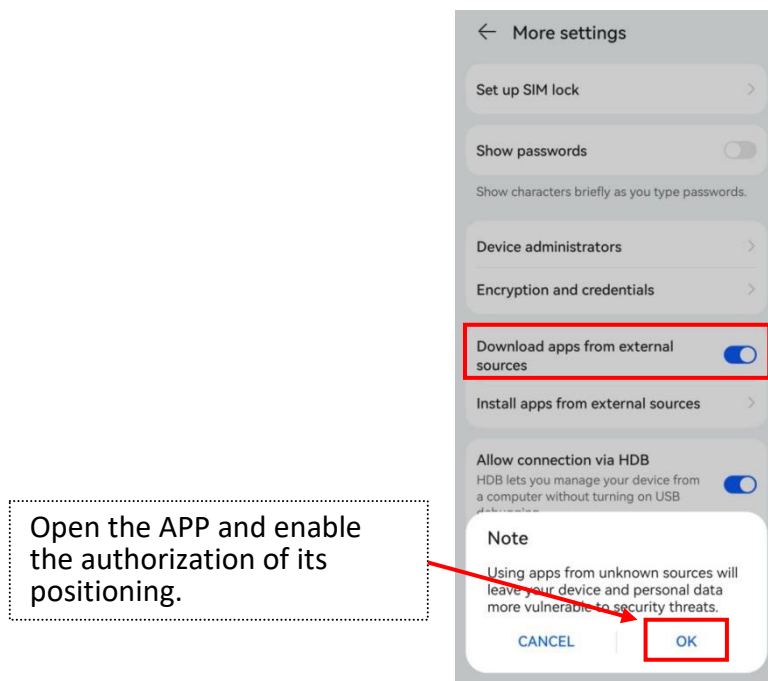 ← More settings
Set up SIM lock
Show passwords
Show characters briefly as you type passwords.
Device administrators
Encryption and credentials
Download apps from external
sources
Install apps from external sources
Allow connection via HDB
HDB lets you manage your device from
a computer without turning on USB
debugging
Open the APP and enable
the authorization of its
positioning.
Note
Using apps from unknown sources will
leave your device and personal data
more vulnerable to security threats.
CANCEL
OK